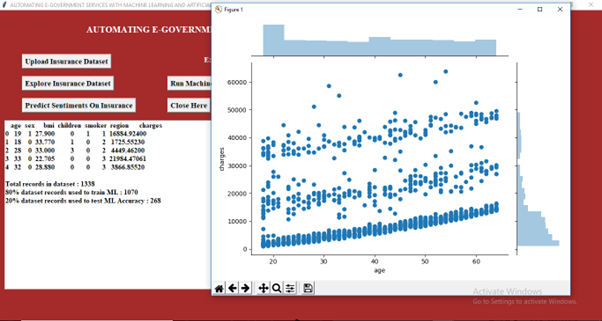 AUTOMATING E-GOVERNMENT SERVICES WITH MACHINE LEARNING AND ARTIFICIAL
Figure 1
AUTOMATING E-GOVERNM
Upload Insurance Dataset
Explore Insurance Dataset
Run Machin
Predict Sentiments On Insurance
Close Here
age sex bmi children smoker region charges
0 19 1 27.900 0 1 1 16884.92400
1 18 0 33.770 1 0 2 1725.55230
2 28 0 33.000 3 0 2 4449.46200
3 33 0 22.705 0 0 3 21984.47061
4 32 0 28.880 0 0 3 3866.85520
Total records in dataset : 1338
80% dataset records used to train ML : 1070
20% dataset records used to test ML Accuracy : 268
60000
50000
40000
30000
20000
10000
0
charges
20 30 40 50 60
age
Activate Windows
Go to Settings to activate Windows.